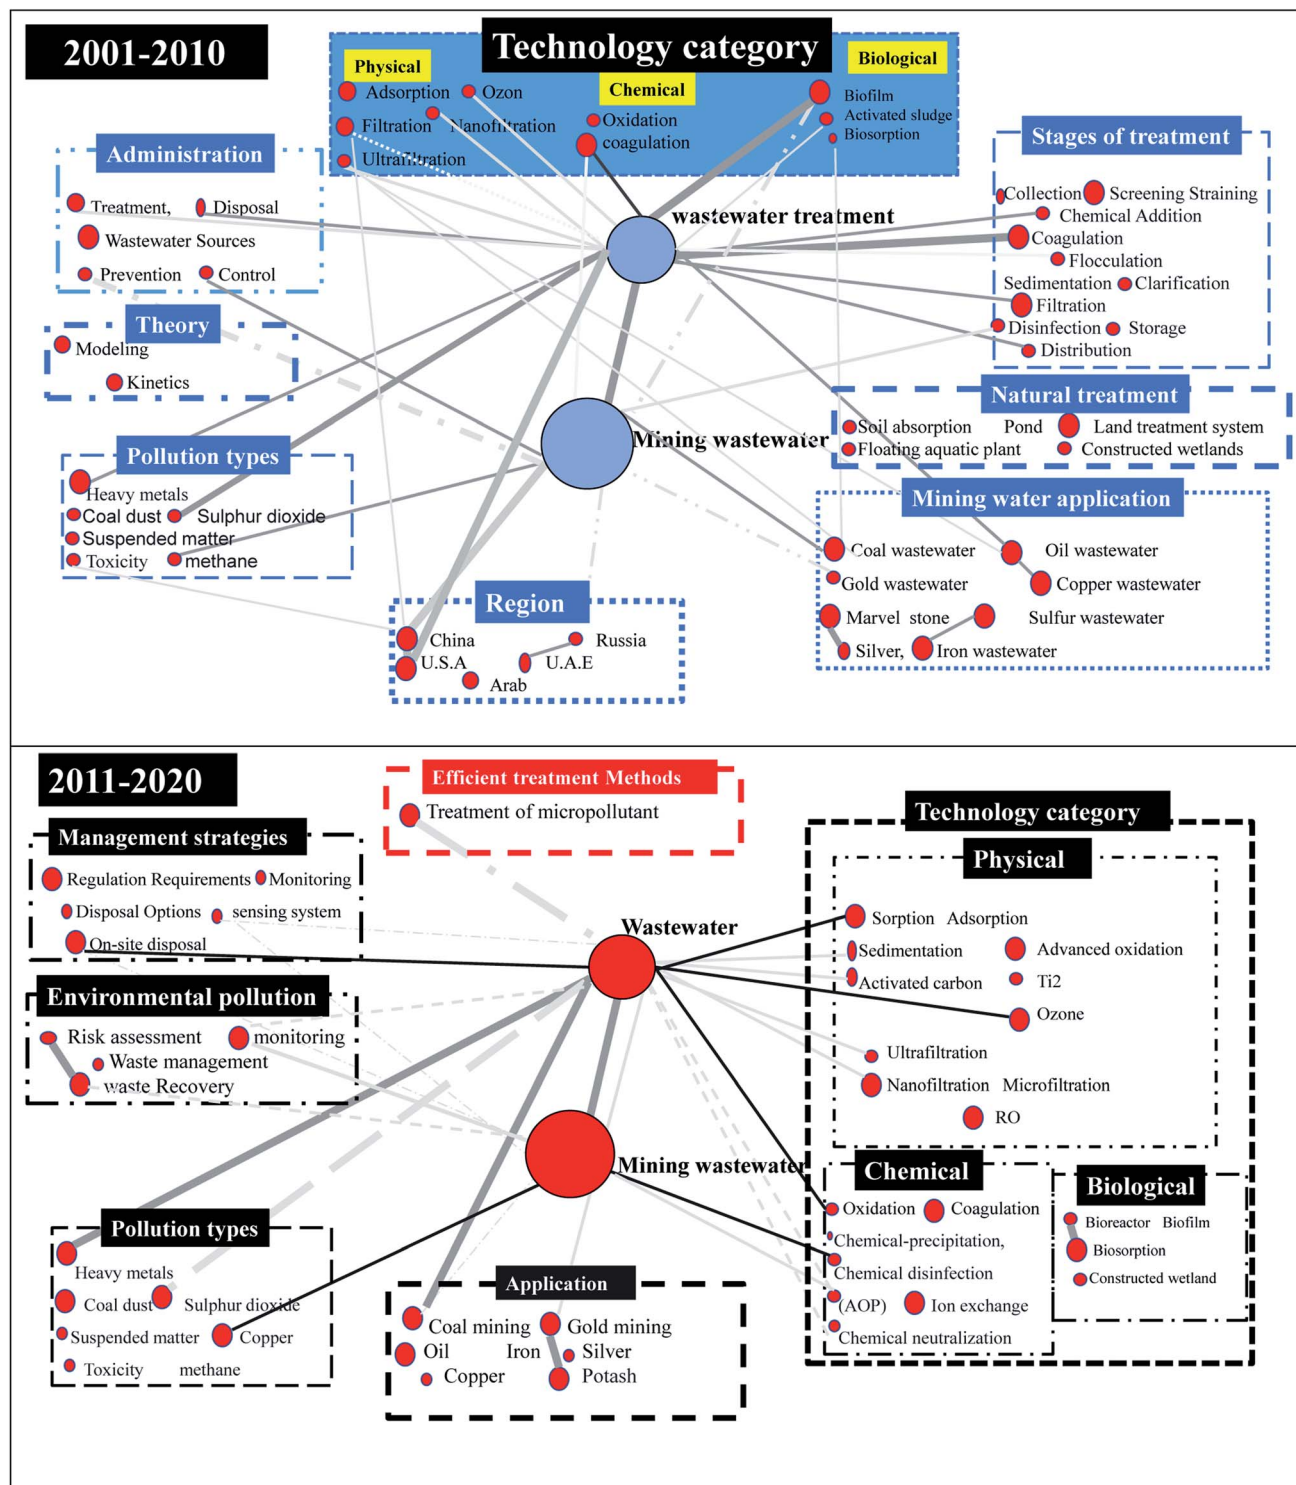 2001-2010
Technology category
Physical
Chemical
Biological
Adsorption
Ozon
Filtration
Nanofiltration
Ultrafiltration
Oxidation
coagulation
Biofilm
Activated sludge
Biosorption
Administration
Treatment,
Disposal
Wastewater Sources
Prevention
Control
wastewater treatment
Stages of treatment
Collection
Screening Straining
Chemical Addition
Coagulation
Flocculation
Sedimentation
Clarification
Filtration
Disinfection
Storage
Distribution
Theory
Modeling
Kinetics
Mining wastewater
Natural treatment
Soil absorption
Pond
Land treatment system
Floating aquatic plant
Constructed wetlands
Pollution types
Heavy metals
Coal dust
Sulphur dioxide
Suspended matter
Toxicity
methane
Mining water application
Coal wastewater
Oil wastewater
Gold wastewater
Copper wastewater
Marvel stone
Sulfur wastewater
Silver,
Iron wastewater
Region
China
Russia
U.S.A
U.A.E
Arab
2011-2020
Efficient treatment Methods
Treatment of micropollutant
Management strategies
Regulation Requirements
Monitoring
Disposal Options
sensing system
On-site disposal
Wastewater
Technology category
Physical
Sorption Adsorption
Sedimentation
Advanced oxidation
Activated carbon
Ti2
Ozone
Ultrafiltration
Nanofiltration Microfiltration
RO
Environmental pollution
Risk assessment
monitoring
Waste management
waste Recovery
Mining wastewater
Chemical
Oxidation
Coagulation
Chemical-precipitation,
Chemical disinfection
(AOP)
Ion exchange
Chemical neutralization
Biological
Bioreactor Biofilm
Biosorption
Constructed wetland
Pollution types
Heavy metals
Coal dust
Sulphur dioxide
Suspended matter
Copper
Toxicity
methane
Application
Coal mining
Gold mining
Oil
Iron
Silver
Copper
Potash